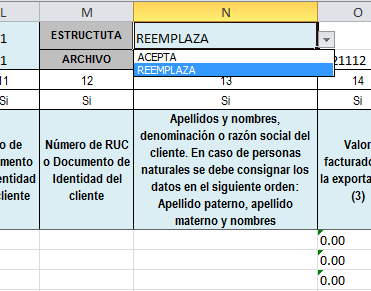 L M N O
1 ESTRUCTUTA REEMPLAZA
1 ARCHIVO ACEPTA 21112
REEMPLAZA
11 12 13 14
Si Si Si Si
Apellidos y nombres,
o de Número de RUC denominación o razón social del Valor
umento o Documento de cliente. En caso de personas facturado
entidad Identidad del naturales se debe consignar los la exporta
cliente cliente datos en el siguiente orden: (3)
Apellido paterno, apellido
materno y nombres
0.00
0.00
0.00